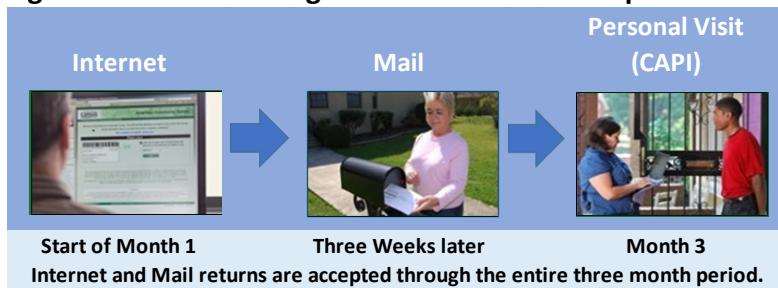 Personal Visit
Internet Mail (CAPI)
Start of Month 1 Three Weeks later Month 3
Internet and Mail returns are accepted through the entire three month period.